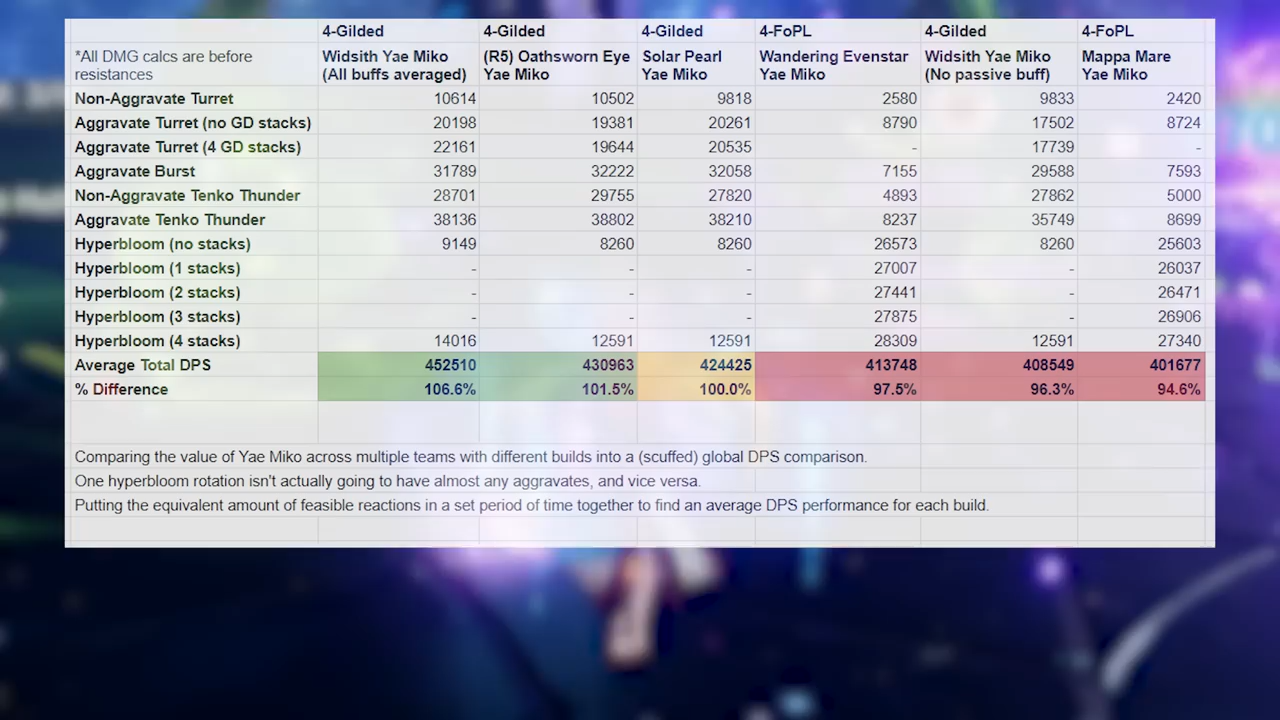 4-Gilded 4-Gilded 4-Gilded 4-FoPL 4-Gilded 4-FoPL
*All DMG calcs are before Widsith Yae Miko (R5) Oathsworn Eye Solar Pearl Wandering Evenstar Widsith Yae Miko Mappa Mare
resistances (All buffs averaged) Yae Miko Yae Miko Yae Miko (No passive buff) Yae Miko
Non-Aggravate Turret 10614 10502 9818 2580 9833 2420
Aggravate Turret (no GD stacks) 20198 19381 20261 8790 17502 8724
Aggravate Turret (4 GD stacks) 22161 19644 20535 - 17739 -
Aggravate Burst 31789 32222 32058 7155 29588 7593
Non-Aggravate Tenko Thunder 28701 29755 27820 4893 27862 5000
Aggravate Tenko Thunder 38136 38802 38210 8237 35749 8699
Hyperbloom (no stacks) 9149 8260 8260 26573 8260 25603
Hyperbloom (1 stacks) - - - 27007 - 26037
Hyperbloom (2 stacks) - - - 27441 - 26471
Hyperbloom (3 stacks) - - - 27875 - 26906
Hyperbloom (4 stacks) 14016 12591 12591 28309 12591 27340
Average Total DPS 452510 430963 424425 413748 408549 401677
% Difference 106.6% 101.5% 100.0% 97.5% 96.3% 94.6%
Comparing the value of Yae Miko across multiple teams with different builds into a (scuffed) global DPS comparison.
One hyperbloom rotation isn't actually going to have almost any aggravates, and vice versa.
Putting the equivalent amount of feasible reactions in a set period of time together to find an average DPS performance for each build.